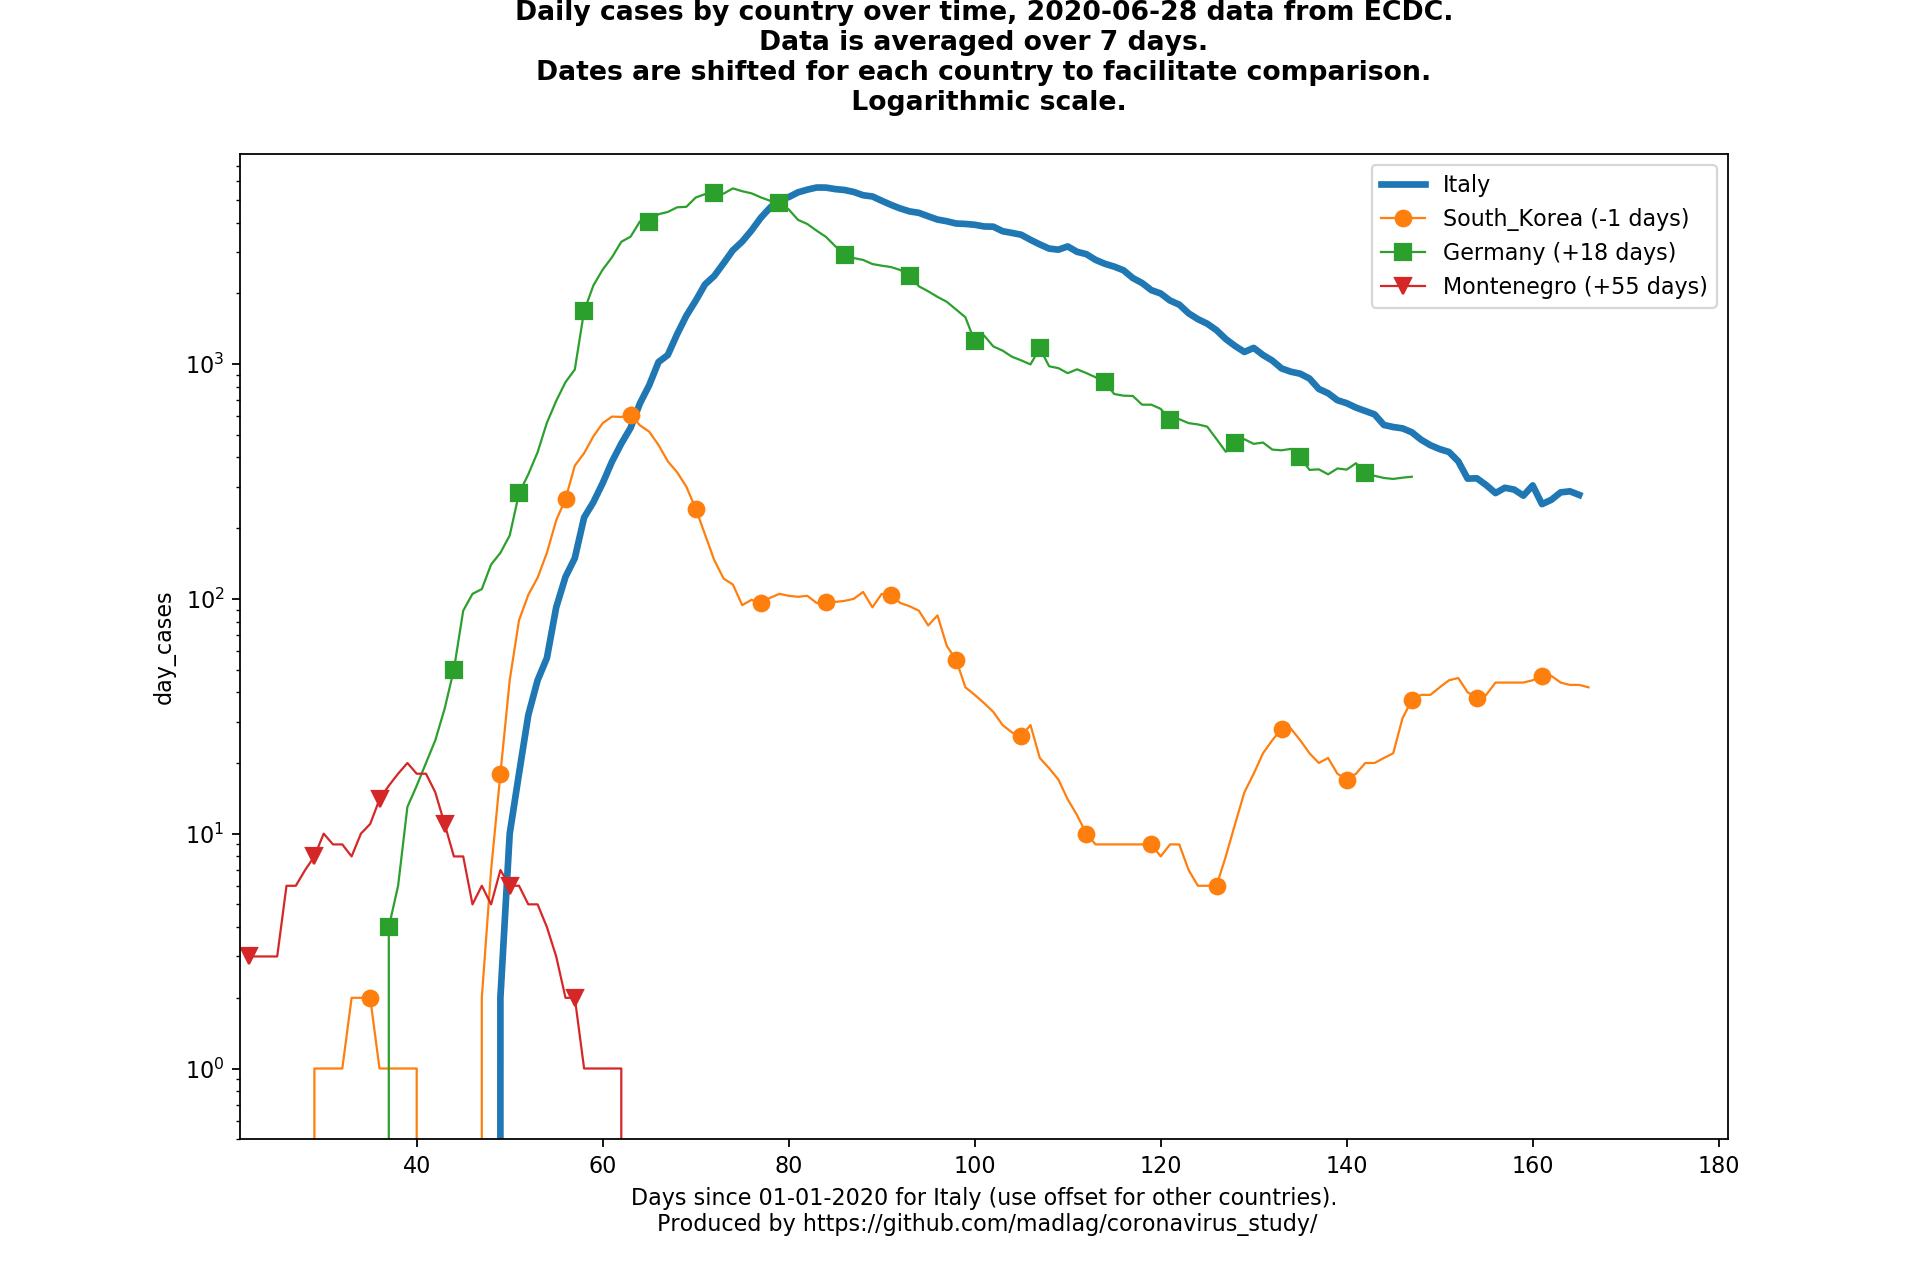 Daily cases by country over time, 2020-06-28 data from ECDC.
Data is averaged over 7 days.
Dates are shifted for each country to facilitate comparison.
Logarithmic scale.
Italy
South_Korea (-1 days)
Germany (+18 days)
Montenegro (+55 days)
day_cases
10³
10²
10¹
10⁰
40 60 80 100 120 140 160 180
Days since 01-01-2020 for Italy (use offset for other countries).
Produced by https://github.com/madlag/coronavirus_study/